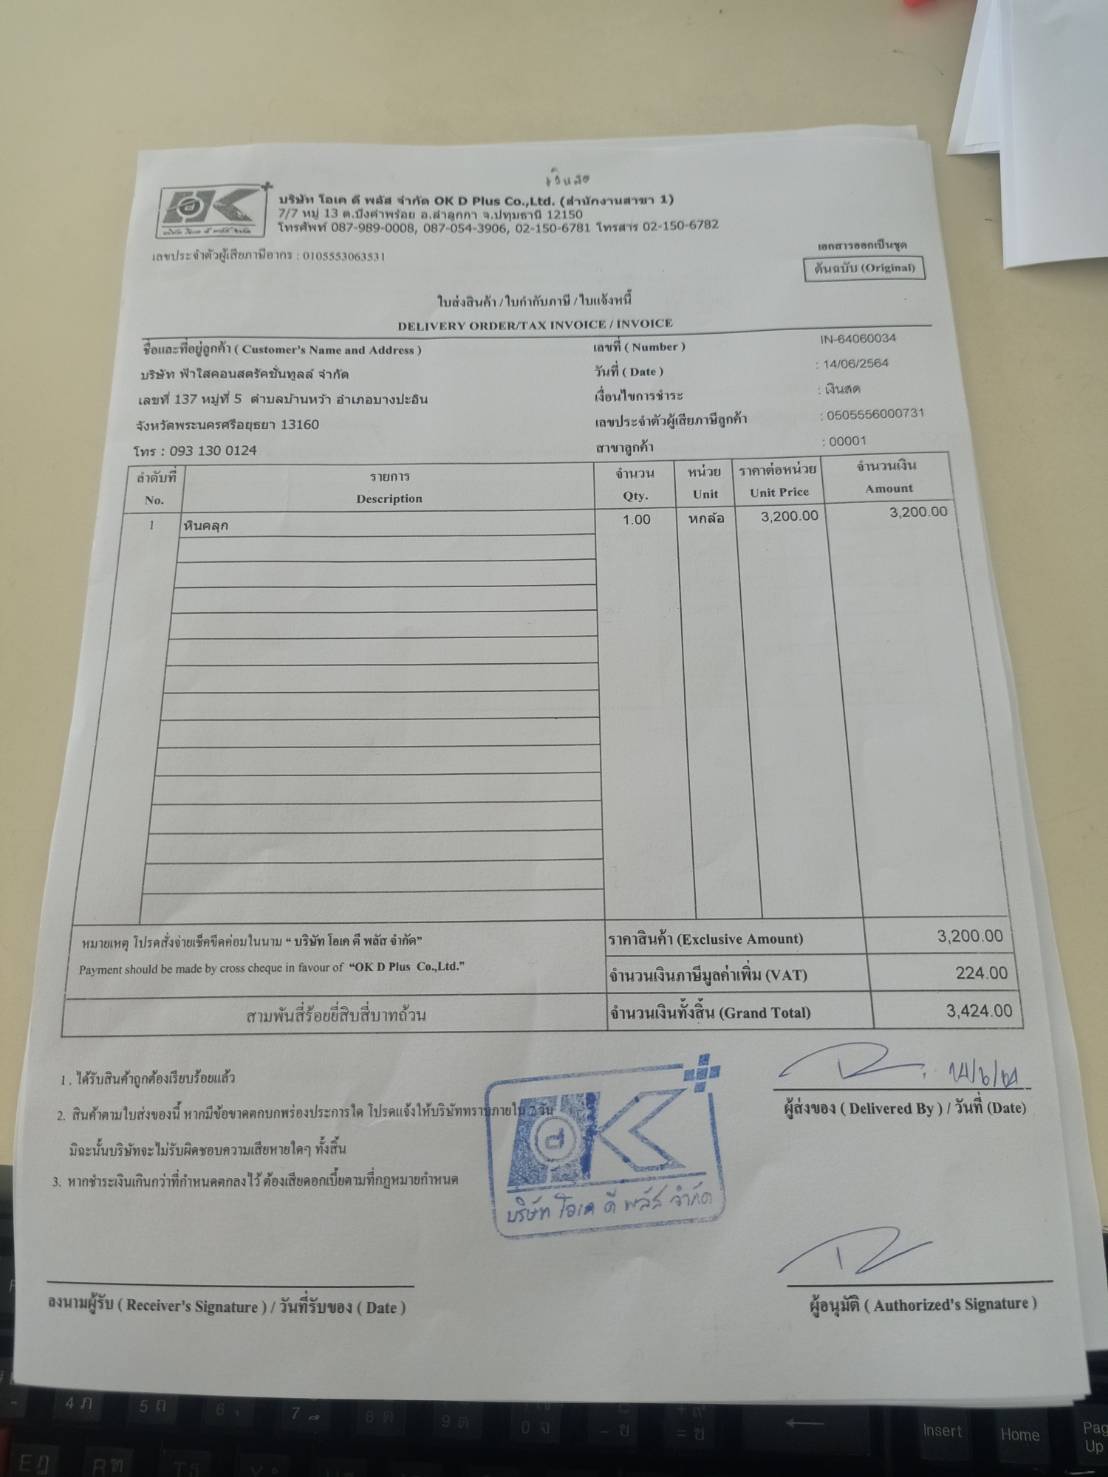 เงินสด
บริษัท โอเค ดี พลัส จำกัด OK D Plus Co.,Ltd. (สำนักงานสาขา 1)
7/7 หมู่ 13 ต.บึงคำพร้อย อ.ลำลูกกา จ.ปทุมธานี 12150
โทรศัพท์ 087-989-0008, 087-054-3906, 02-150-6781 โทรสาร 02-150-6782
เลขประจำตัวผู้เสียภาษีอากร : 0105553063531
เอกสารออกเป็นชุด
ต้นฉบับ (Original)
ใบส่งสินค้า / ใบกำกับภาษี / ใบแจ้งหนี้
DELIVERY ORDER/TAX INVOICE / INVOICE
ชื่อและที่อยู่ลูกค้า ( Customer's Name and Address ) เลขที่ ( Number ) IN-64060034
บริษัท ฟ้าใสคอนสตรัคชั่นทูลส์ จำกัด วันที่ ( Date ) : 14/06/2564
เลขที่ 137 หมู่ที่ 5 ตำบลบ้านหว้า อำเภอบางปะอิน เงื่อนไขการชำระ : เงินสด
จังหวัดพระนครศรีอยุธยา 13160 เลขประจำตัวผู้เสียภาษีลูกค้า : 0505556000731
โทร : 093 130 0124 สาขาลูกค้า : 00001
ลำดับที่ รายการ จำนวน หน่วย ราคาต่อหน่วย จำนวนเงิน
No. Description Qty. Unit Unit Price Amount
1 หินคลุก 1.00 หกล้อ 3,200.00 3,200.00
หมายเหตุ โปรดสั่งจ่ายเช็คขีดคร่อมในนาม “ บริษัท โอเค ดี พลัส จำกัด” ราคาสินค้า (Exclusive Amount) 3,200.00
Payment should be made by cross cheque in favour of “OK D Plus Co.,Ltd.” จำนวนเงินภาษีมูลค่าเพิ่ม (VAT) 224.00
สามพันสี่ร้อยยี่สิบสี่บาทถ้วน จำนวนเงินทั้งสิ้น (Grand Total) 3,424.00
1 . ได้รับสินค้าถูกต้องเรียบร้อยแล้ว
14/6/64
2. สินค้าตามใบส่งของนี้ หากมีข้อขาดตกบกพร่องประการใด โปรดแจ้งให้บริษัททราบภายใน 2 วัน
ผู้ส่งของ ( Delivered By ) / วันที่ (Date)
มิฉะนั้นบริษัทจะไม่รับผิดชอบความเสียหายใดๆ ทั้งสิ้น
3. หากชำระเงินเกินกว่าที่กำหนดตกลงไว้ ต้องเสียดอกเบี้ยตามที่กฎหมายกำหนด
OK
บริษัท โอเค ดี พลัส จำกัด
ลงนามผู้รับ ( Receiver's Signature ) / วันที่รับของ ( Date ) ผู้อนุมัติ ( Authorized's Signature )
Insert Home Page Up